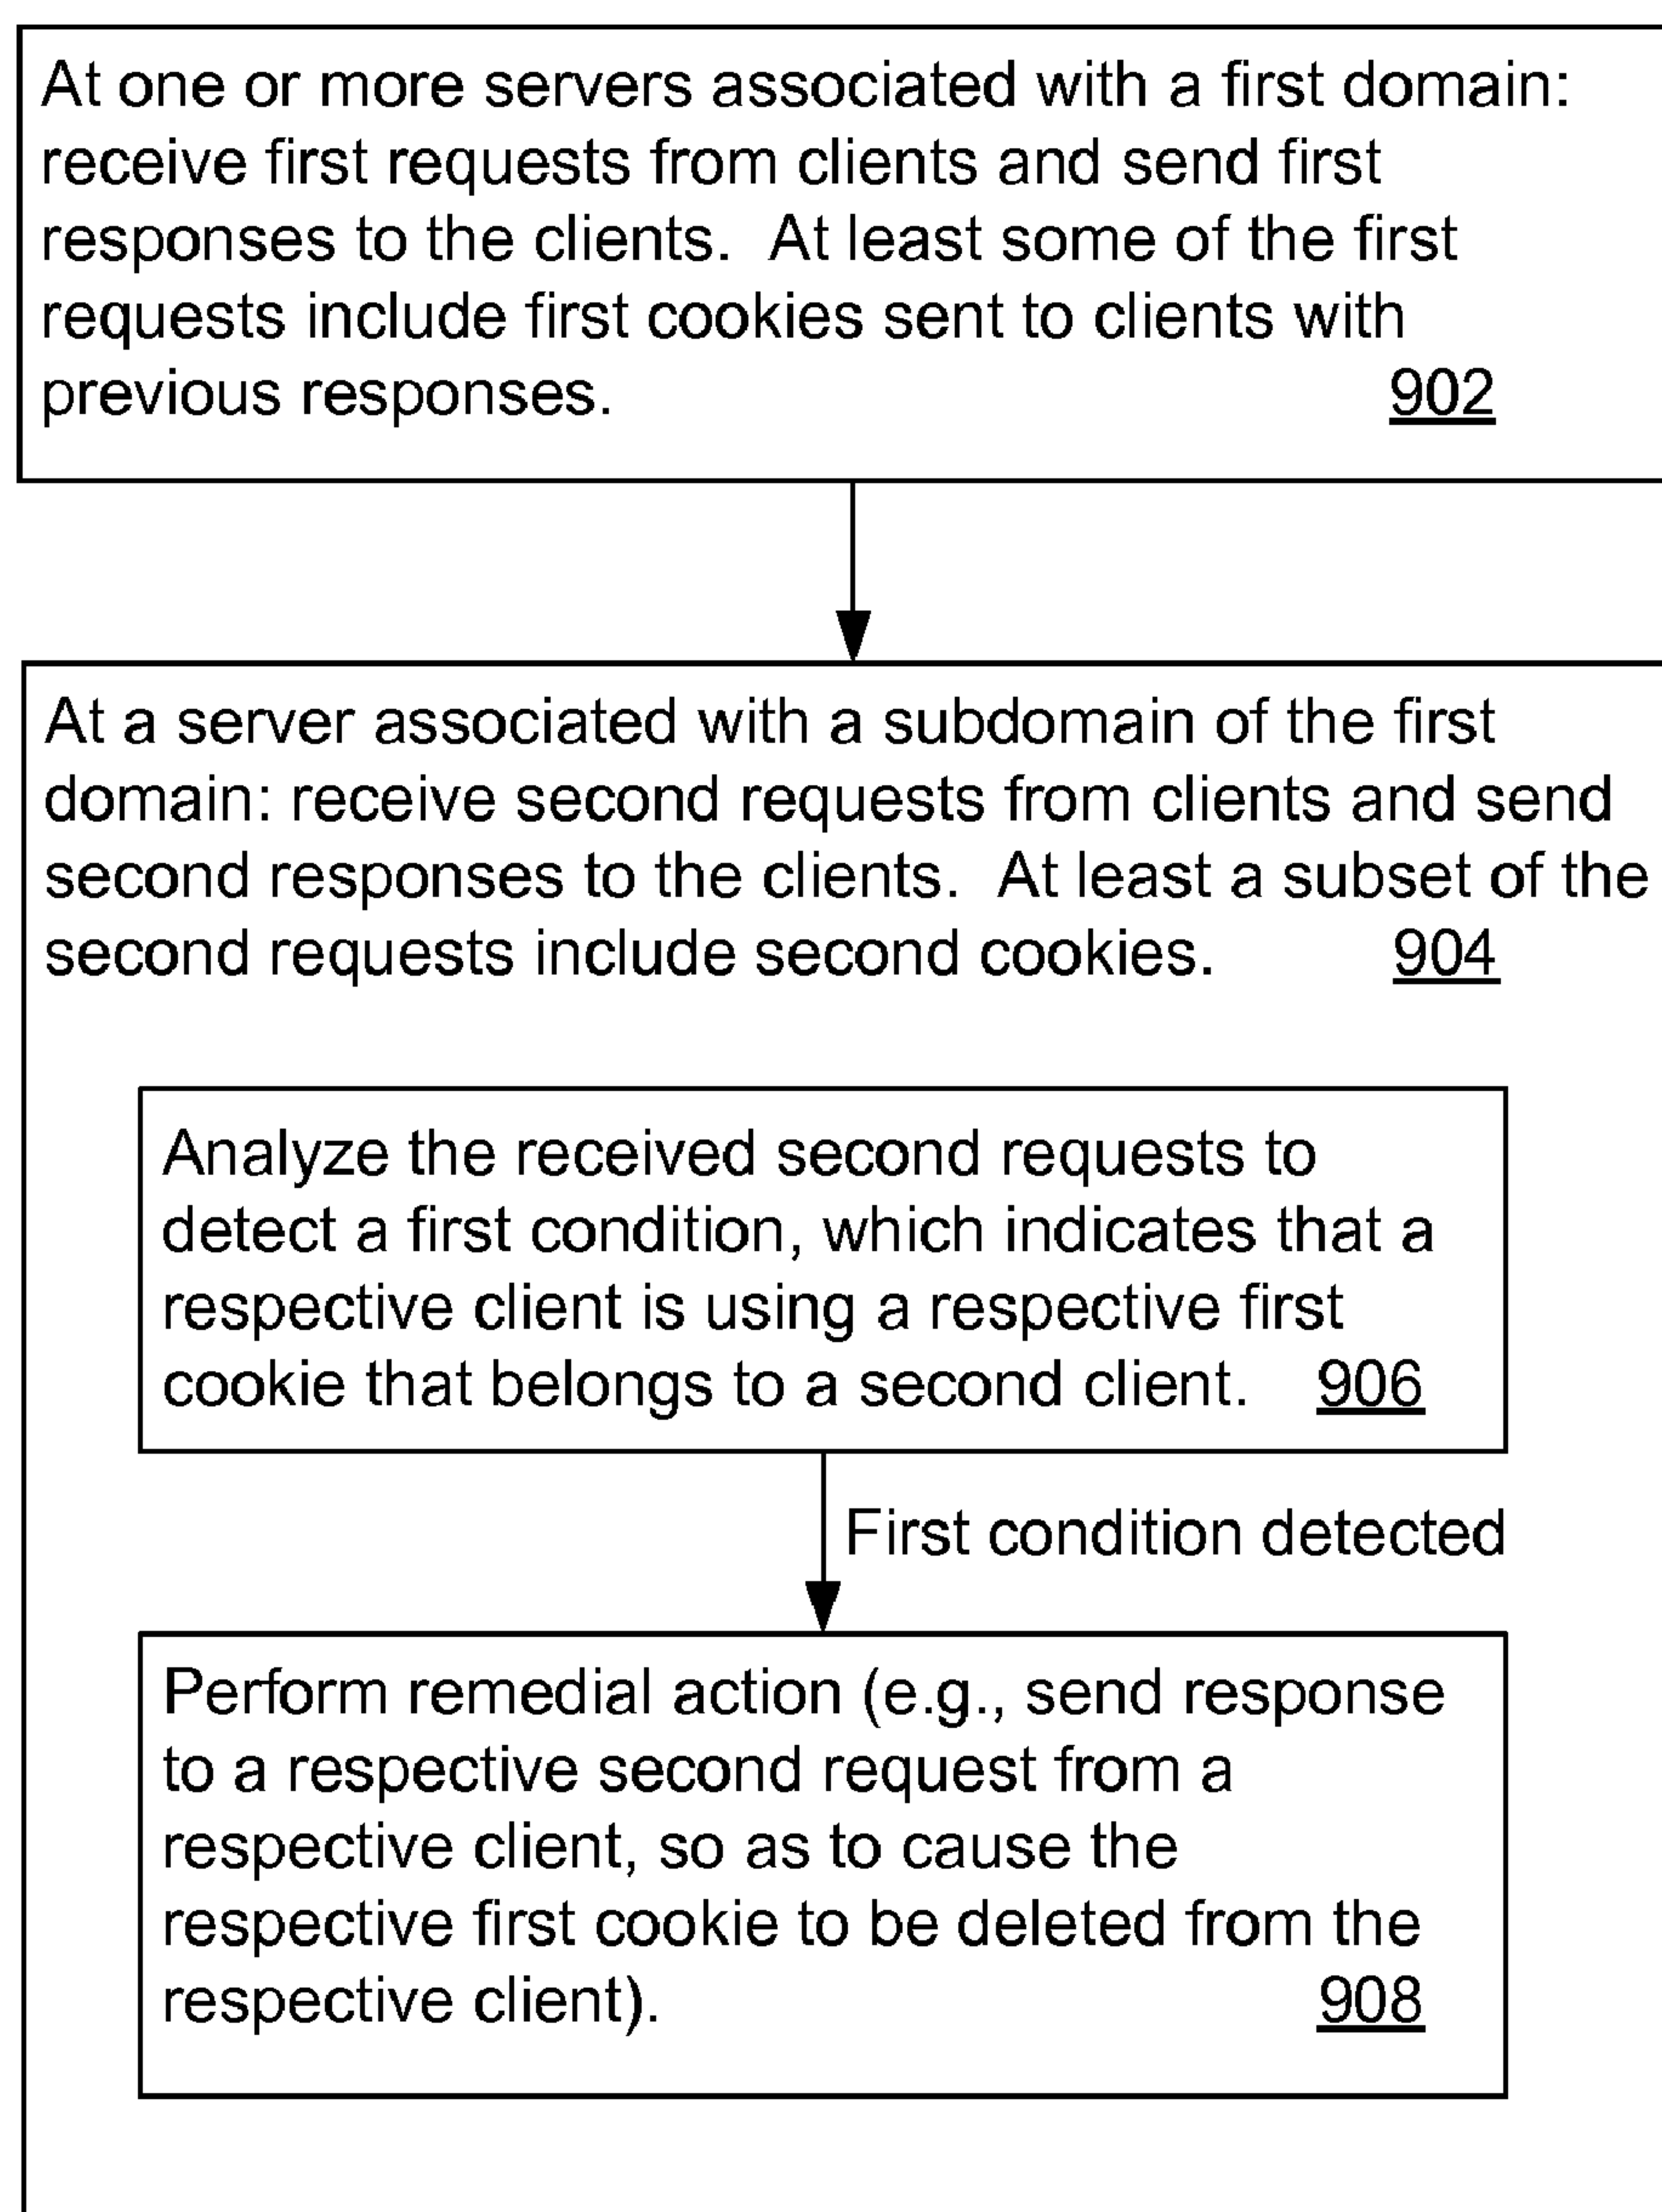 At one or more servers associated with a first domain:
receive first requests from clients and send first
responses to the clients.  At least some of the first
requests include first cookies sent to clients with
previous responses. 902
At a server associated with a subdomain of the first
domain: receive second requests from clients and send
second responses to the clients.  At least a subset of the
second requests include second cookies. 904
Analyze the received second requests to
detect a first condition, which indicates that a
respective client is using a respective first
cookie that belongs to a second client. 906
First condition detected
Perform remedial action (e.g., send response
to a respective second request from a
respective client, so as to cause the
respective first cookie to be deleted from the
respective client). 908